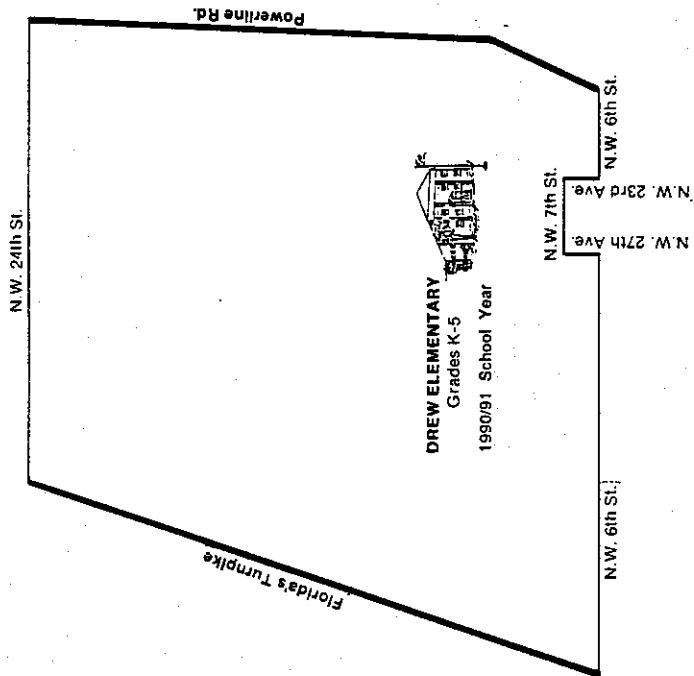 Powerline Rd.
N.W. 24th St.
N.W. 6th St.
N.W. 7th St.
N.W. 23rd Ave.
N.W. 27th Ave.
DREW ELEMENTARY
Grades K-5
1990/91 School Year
N.W. 6th St.
Florida's Turnpike